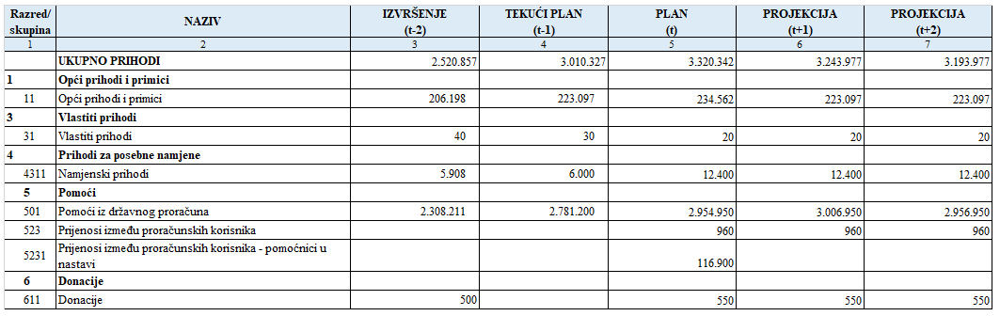 Razred/ skupina NAZIV IZVRŠENJE (t-2) TEKUĆI PLAN (t-1) PLAN (t) PROJEKCIJA (t+1) PROJEKCIJA (t+2)
1 2 3 4 5 6 7
UKUPNO PRIHODI 2.520.857 3.010.327 3.320.342 3.243.977 3.193.977
1 Opći prihodi i primici
11 Opći prihodi i primici 206.198 223.097 234.562 223.097 223.097
3 Vlastiti prihodi
31 Vlastiti prihodi 40 30 20 20 20
4 Prihodi za posebne namjene
4311 Namjenski prihodi 5.908 6.000 12.400 12.400 12.400
5 Pomoći
501 Pomoći iz državnog proračuna 2.308.211 2.781.200 2.954.950 3.006.950 2.956.950
523 Prijenosi između proračunskih korisnika 960 960 960
5231 Prijenosi između proračunskih korisnika - pomoćnici u
nastavi 116.900
6 Donacije
611 Donacije 500 550 550 550